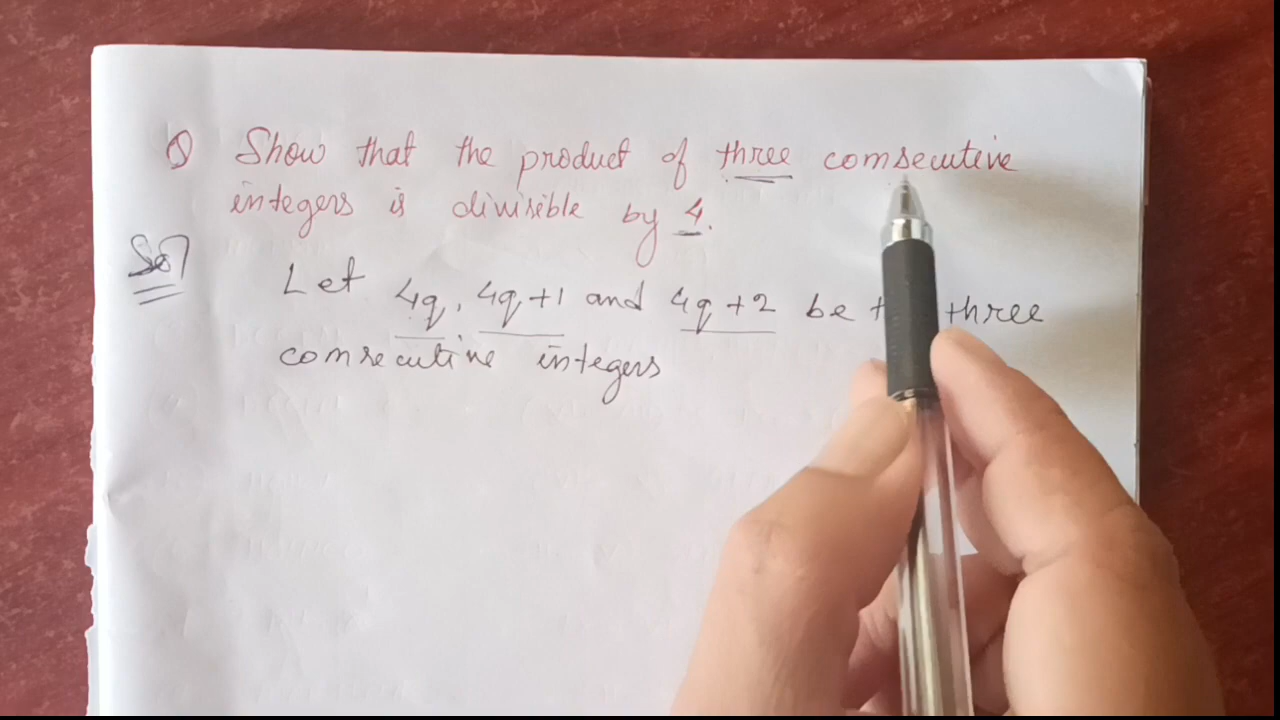 Q Show that the product of three comsecutive
integers is divisible by 4.
Sol
Let 4q, 4q+1 and 4q+2 be three
comsecutive integers